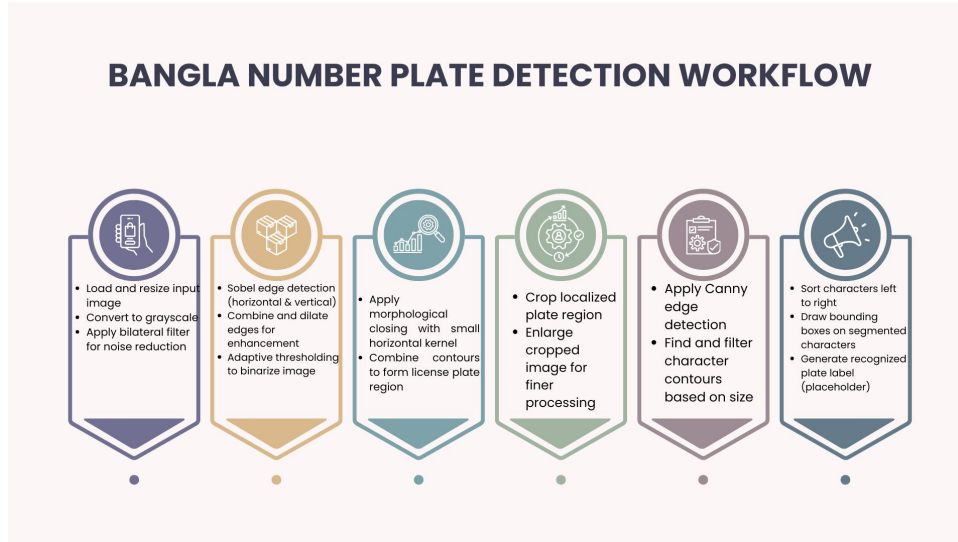 BANGLA NUMBER PLATE DETECTION WORKFLOW
• Load and resize input
image
• Convert to grayscale
• Apply bilateral filter
for noise reduction
• Sobel edge detection
(horizontal & vertical)
• Combine and dilate
edges for
enhancement
• Adaptive thresholding
to binarize image
• Apply
morphological
closing with small
horizontal kernel
• Combine contours
to form license plate
region
• Crop localized
plate region
• Enlarge
cropped
image for
finer
processing
• Apply Canny
edge
detection
• Find and filter
character
contours
based on size
• Sort characters left
to right
• Draw bounding
boxes on segmented
characters
• Generate recognized
plate label
(placeholder)